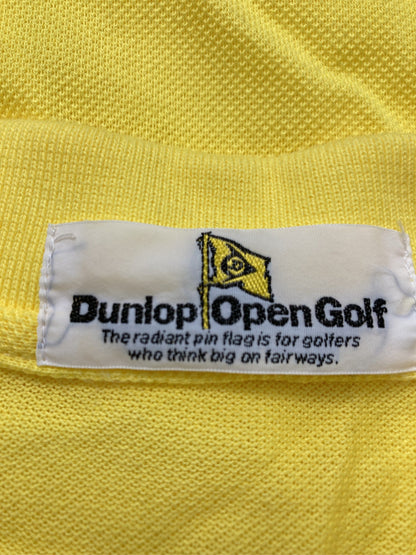 Dunlop Open Golf
The radiant pin flag is for golfers
who think big on fairways.